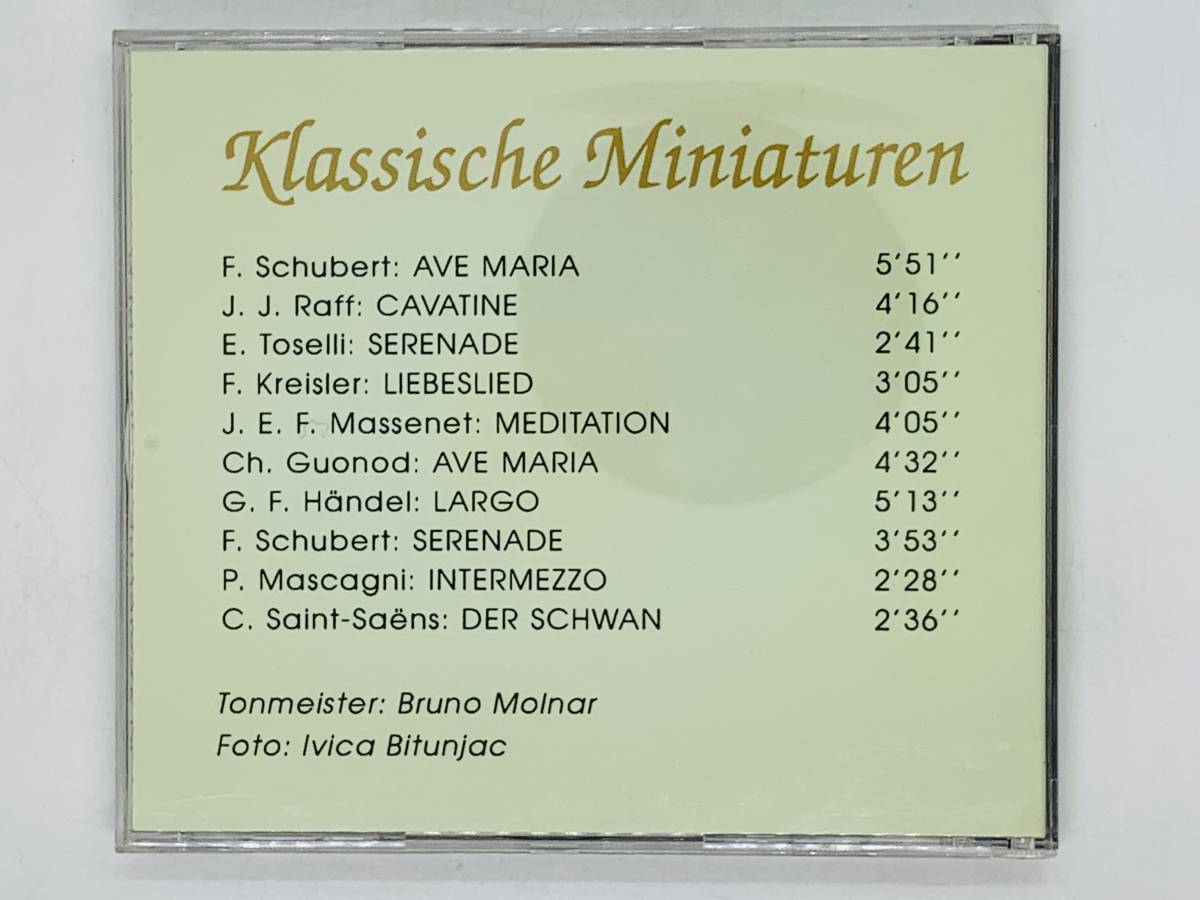 Klassische Miniaturen
F. Schubert: AVE MARIA 5'51''
J. J. Raff: CAVATINE 4'16''
E. Toselli: SERENADE 2'41''
F. Kreisler: LIEBESLIED 3'05''
J. E. F. Massenet: MEDITATION 4'05''
Ch. Guonod: AVE MARIA 4'32''
G. F. Händel: LARGO 5'13''
F. Schubert: SERENADE 3'53''
P. Mascagni: INTERMEZZO 2'28''
C. Saint-Saëns: DER SCHWAN 2'36''
Tonmeister: Bruno Molnar
Foto: Ivica Bitunjac